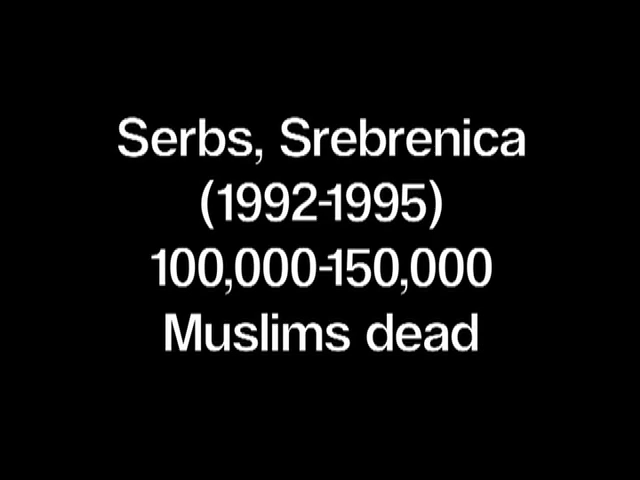 Serbs, Srebrenica
(1992-1995)
100,000-150,000
Muslims dead